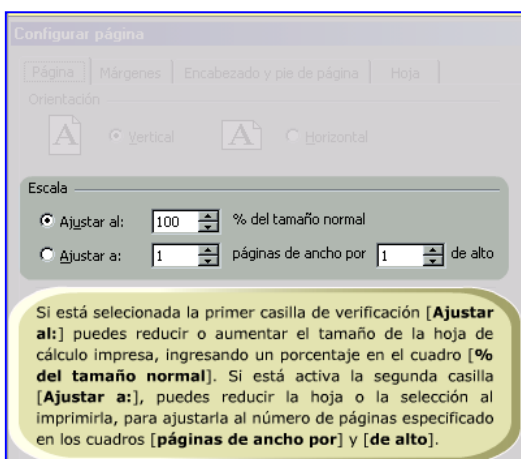 Configurar página
Página Márgenes Encabezado y pie de página Hoja
Orientación
A Vertical A Horizontal
Escala
Ajustar al: 100 % del tamaño normal
Ajustar a: 1 páginas de ancho por 1 de alto
Si está selecionada la primer casilla de verificación [Ajustar
al:] puedes reducir o aumentar el tamaño de la hoja de
cálculo impresa, ingresando un porcentaje en el cuadro [%
del tamaño normal]. Si está activa la segunda casilla
[Ajustar a:], puedes reducir la hoja o la selección al
imprimirla, para ajustarla al número de páginas especificado
en los cuadros [páginas de ancho por] y [de alto].